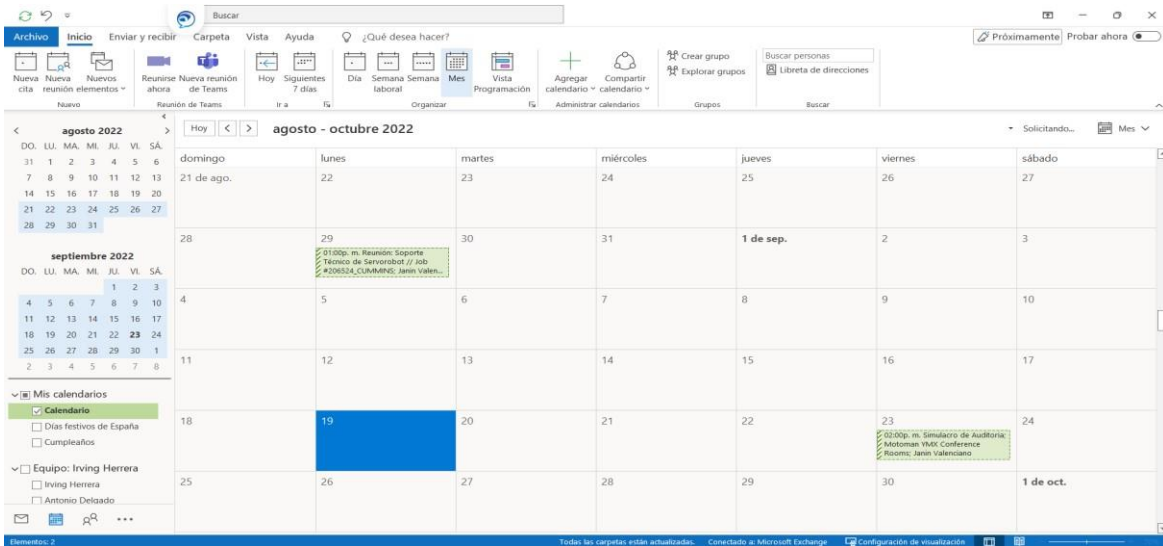 Buscar
Archivo Inicio Enviar y recibir Carpeta Vista Ayuda ¿Qué desea hacer? Próximamente Probar ahora
Nueva cita
Nueva reunión
Nuevos elementos
Reunirse ahora
Nueva reunión de Teams
Hoy
Siguientes 7 días
Día
Semana laboral
Semana
Mes
Vista Programación
Agregar calendario
Compartir calendario
Crear grupo
Explorar grupos
Buscar personas
Libreta de direcciones
Nuevo Reunión de Teams Ir a Organizar Administrar calendarios Grupos Buscar
agosto 2022
DO. LU. MA. MI. JU. VI. SÁ.
31 1 2 3 4 5 6
7 8 9 10 11 12 13
14 15 16 17 18 19 20
21 22 23 24 25 26 27
28 29 30 31
septiembre 2022
DO. LU. MA. MI. JU. VI. SÁ.
1 2 3
4 5 6 7 8 9 10
11 12 13 14 15 16 17
18 19 20 21 22 23 24
25 26 27 28 29 30 1
2 3 4 5 6 7 8
Mis calendarios
Calendario
Días festivos de España
Cumpleaños
Equipo: Irving Herrera
Irving Herrera
Antonio Delgado
Hoy agosto - octubre 2022 Solicitando... Mes
domingo lunes martes miércoles jueves viernes sábado
21 de ago. 22 23 24 25 26 27
28 29 30 31 1 de sep. 2 3
01:00p. m. Reunión: Soporte
Técnico de Servorobot // Job
#206524_CUMMINS; Janin Valen...
4 5 6 7 8 9 10
11 12 13 14 15 16 17
18 19 20 21 22 23 24
02:00p. m. Simulacro de Auditoria;
Motoman YMX Conference
Rooms; Janin Valenciano
25 26 27 28 29 30 1 de oct.
Elementos: 2 Todas las carpetas están actualizadas. Conectado a: Microsoft Exchange Configuración de visualización